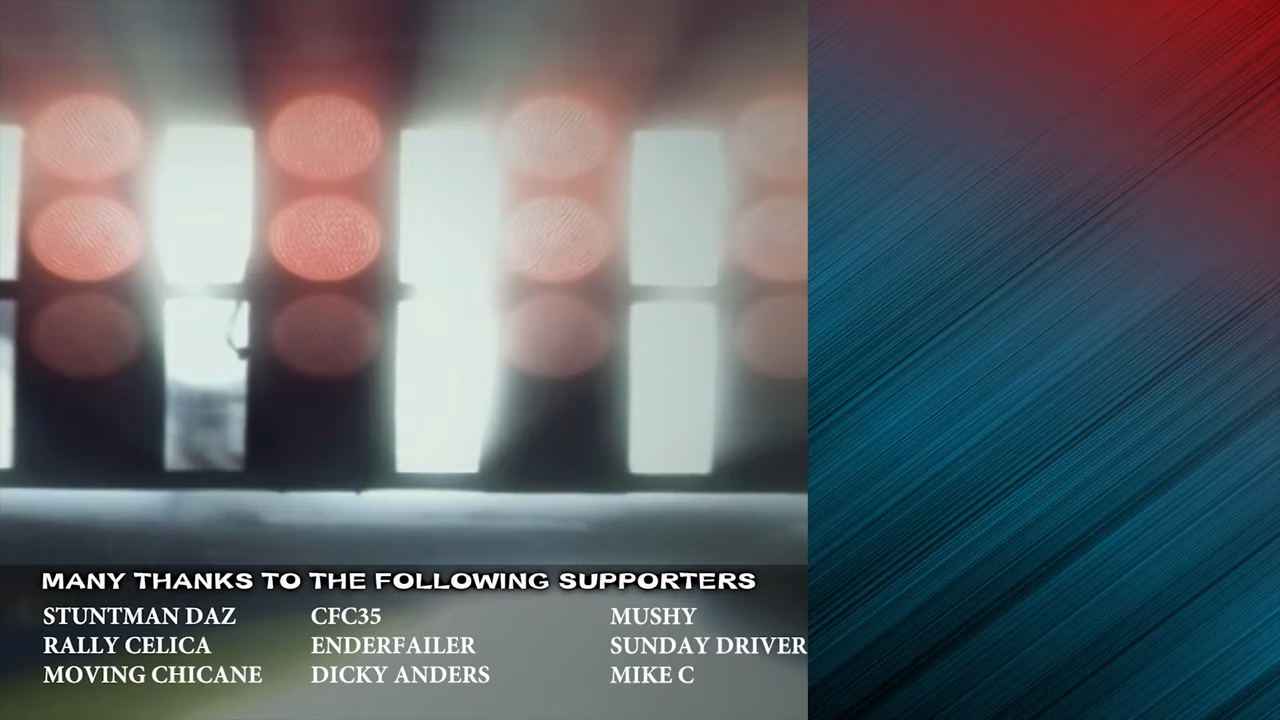 MANY THANKS TO THE FOLLOWING SUPPORTERS
STUNTMAN DAZ CFC35 MUSHY
RALLY CELICA ENDERFAILER SUNDAY DRIVER
MOVING CHICANE DICKY ANDERS MIKE C